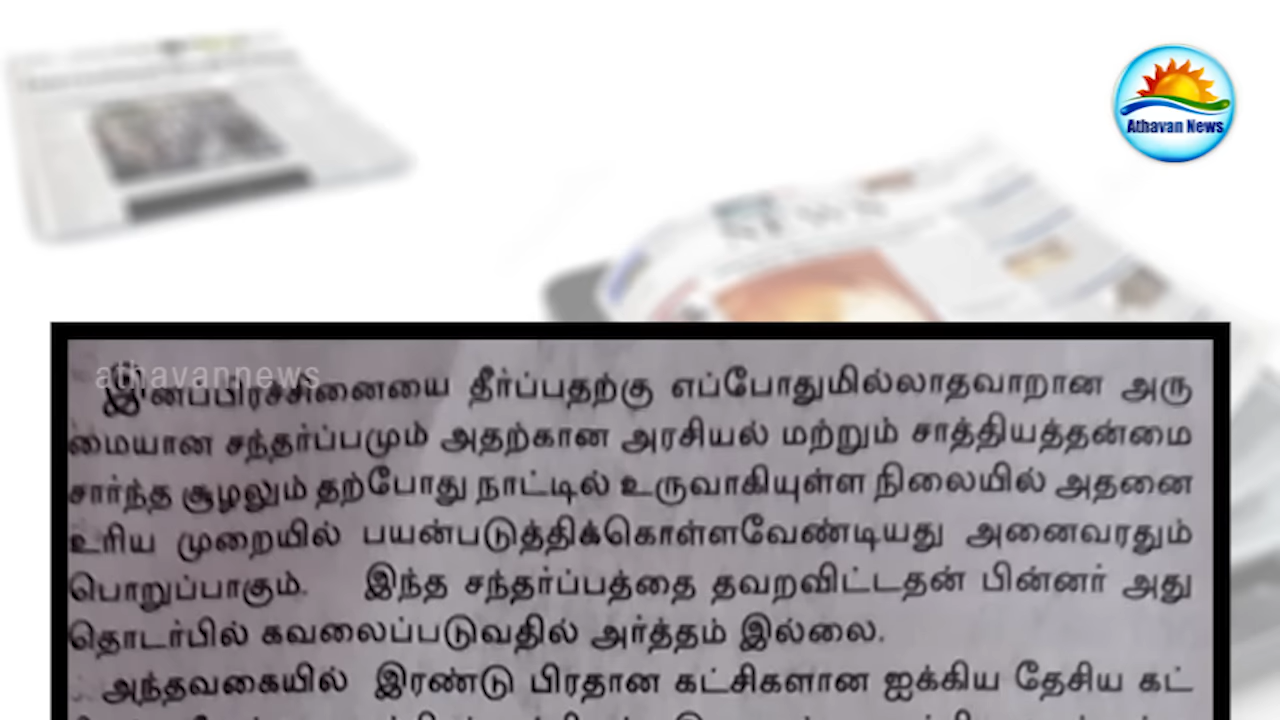 Athavan News
athavannews
இனப்பிரச்சினையை தீர்ப்பதற்கு எப்போதுமில்லாதவாறான அரு
மையான சந்தர்ப்பமும் அதற்கான அரசியல் மற்றும் சாத்தியத்தன்மை
சார்ந்த சூழலும் தற்போது நாட்டில் உருவாகியுள்ள நிலையில் அதனை
உரிய முறையில் பயன்படுத்திக்கொள்ளவேண்டியது அனைவரதும்
பொறுப்பாகும். இந்த சந்தர்ப்பத்தை தவறவிட்டதன் பின்னர் அது
தொடர்பில் கவலைப்படுவதில் அர்த்தம் இல்லை.
அந்தவகையில் இரண்டு பிரதான கட்சிகளான ஐக்கிய தேசிய கட்